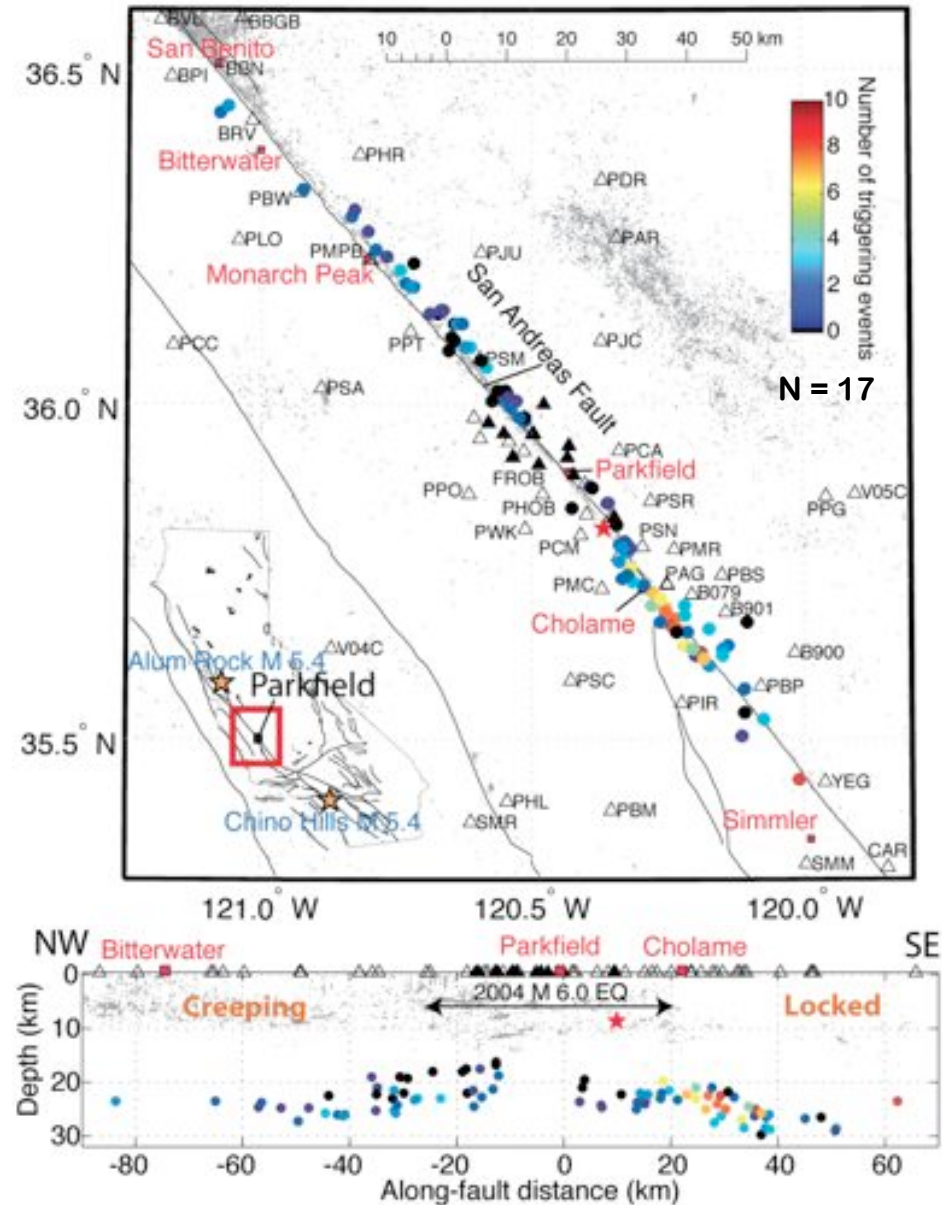 BVL
BBGB
San Benito
BBN
BPI
36.5° N
10 0 10 20 30 40 50 km
BRV
Bitterwater
PHR
PBW
PDR
PLO
PAR
PMPB
PJU
Monarch Peak
San Andreas Fault
Number of triggering events
10
8
6
4
2
0
N = 17
PCC
PPT
PSM
PJC
PSA
36.0° N
PCA
Parkfield
FROB
PPO
PHOB
PSR
V05C
PPG
PWK
PCM
PSN
PMR
PMC
PAG
PBS
B079
B901
Cholame
V04C
B900
Alum Rock M 5.4
Parkfield
PSC
PBP
PIR
35.5° N
Chino Hills M 5.4
PHL
SMR
PBM
YEG
Simmler
CAR
SMM
121.0° W 120.5° W 120.0° W
NW Bitterwater Parkfield Cholame SE
0
2004 M 6.0 EQ
Creeping Locked
Depth (km)
10
20
30
-80 -60 -40 -20 0 20 40 60
Along-fault distance (km)